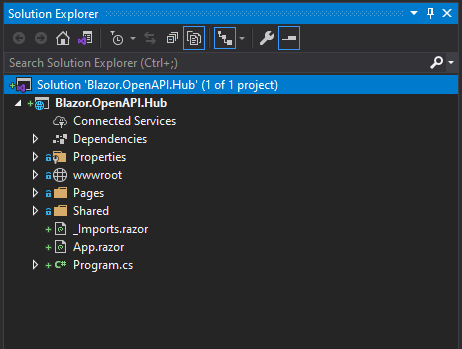 Solution Explorer
Search Solution Explorer (Ctrl+;)
Solution 'Blazor.OpenAPI.Hub' (1 of 1 project)
Blazor.OpenAPI.Hub
Connected Services
Dependencies
Properties
wwwroot
Pages
Shared
_Imports.razor
App.razor
C# Program.cs